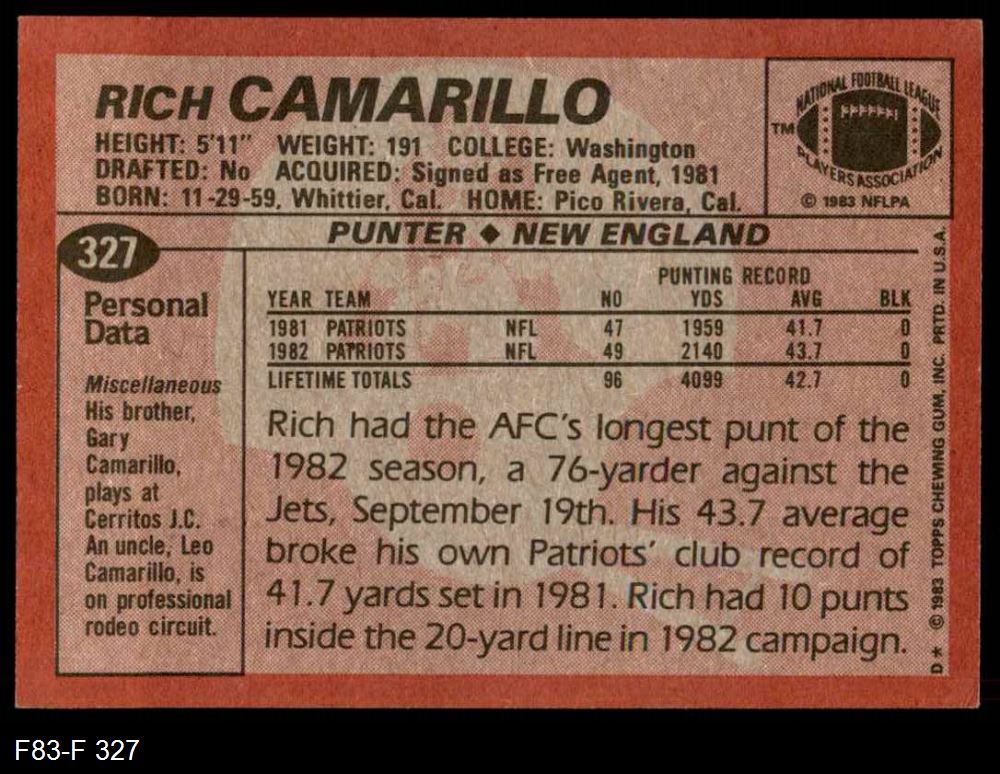 RICH CAMARILLO
HEIGHT: 5'11" WEIGHT: 191 COLLEGE: Washington
DRAFTED: No ACQUIRED: Signed as Free Agent, 1981
BORN: 11-29-59, Whittier, Cal. HOME: Pico Rivera, Cal.
NATIONAL FOOTBALL LEAGUE
TM
PLAYERS ASSOCIATION
© 1983 NFLPA
327
PUNTER ◆ NEW ENGLAND
Personal
Data
Miscellaneous
His brother,
Gary
Camarillo,
plays at
Cerritos J.C.
An uncle, Leo
Camarillo, is
on professional
rodeo circuit.
PUNTING RECORD
YEAR TEAM NO YDS AVG BLK
1981 PATRIOTS NFL 47 1959 41.7 0
1982 PATRIOTS NFL 49 2140 43.7 0
LIFETIME TOTALS 96 4099 42.7 0
Rich had the AFC's longest punt of the
1982 season, a 76-yarder against the
Jets, September 19th. His 43.7 average
broke his own Patriots' club record of
41.7 yards set in 1981. Rich had 10 punts
inside the 20-yard line in 1982 campaign.
D* © 1983 TOPPS CHEWING GUM, INC. PRTD. IN U.S.A.
F83-F 327